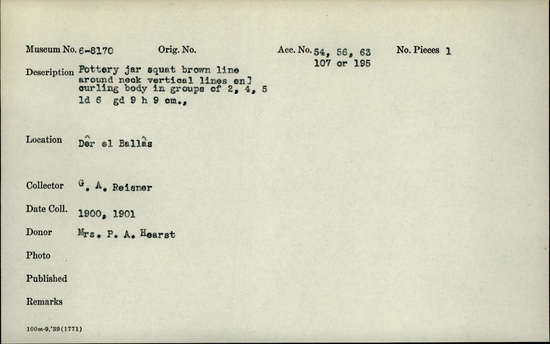 Museum No. 6-8170 Orig. No. Acc. No. 54, 56, 63 No. Pieces 1
107 or 195
Description Pottery jar squat brown line
around neck vertical lines en]
curling body in groups of 2, 4, 5
ld 6 gd 9 h 9 cm.,
Location Dêr el Ballâs
Collector G. A. Reisner
Date Coll. 1900, 1901
Donor Mrs. P. A. Hearst
Photo
Published
Remarks
100m-9,'39(1771)